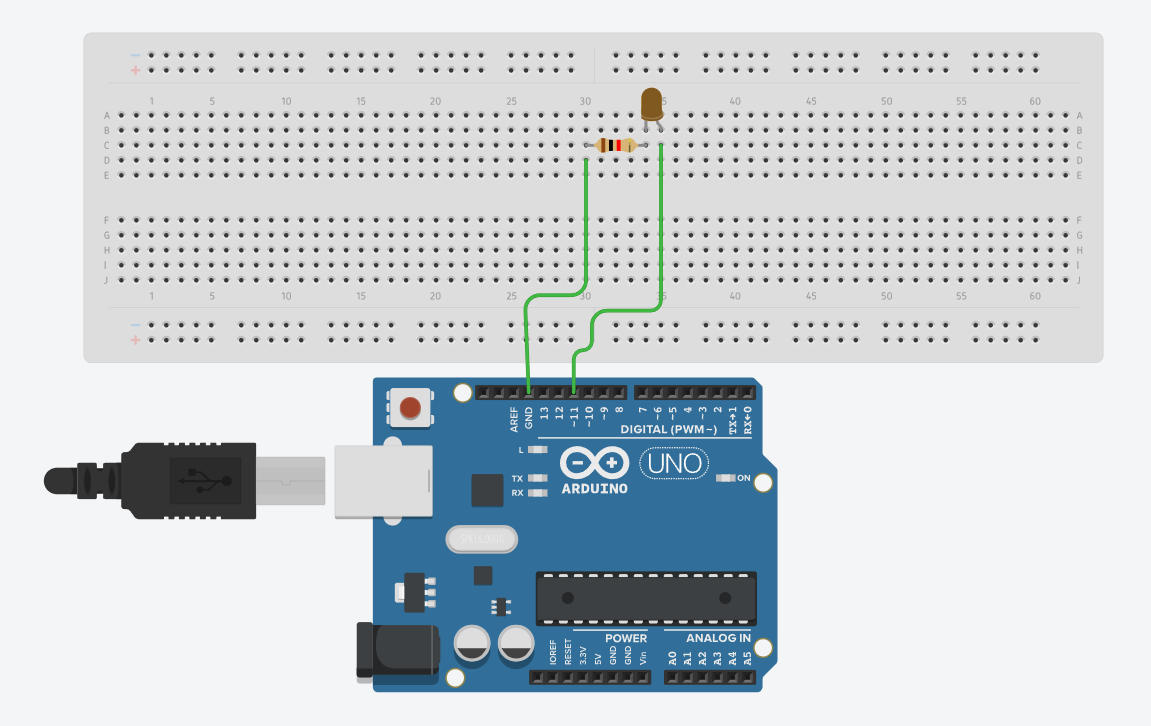 − −
+ +
1 5 10 15 20 25 30 35 40 45 50 55 60
A A
B B
C C
D D
E E
F F
G G
H H
I I
J J
1 5 10 15 20 25 30 35 40 45 50 55 60
−
+
AREF GND 13 12 ~11 ~10 ~9 8 7 ~6 ~5 4 ~3 2 TX→1 RX←0
DIGITAL (PWM~)
L
TX
RX
UNO
ON
ARDUINO
IOREF RESET 3.3V 5V GND GND Vin
POWER
ANALOG IN
A0 A1 A2 A3 A4 A5